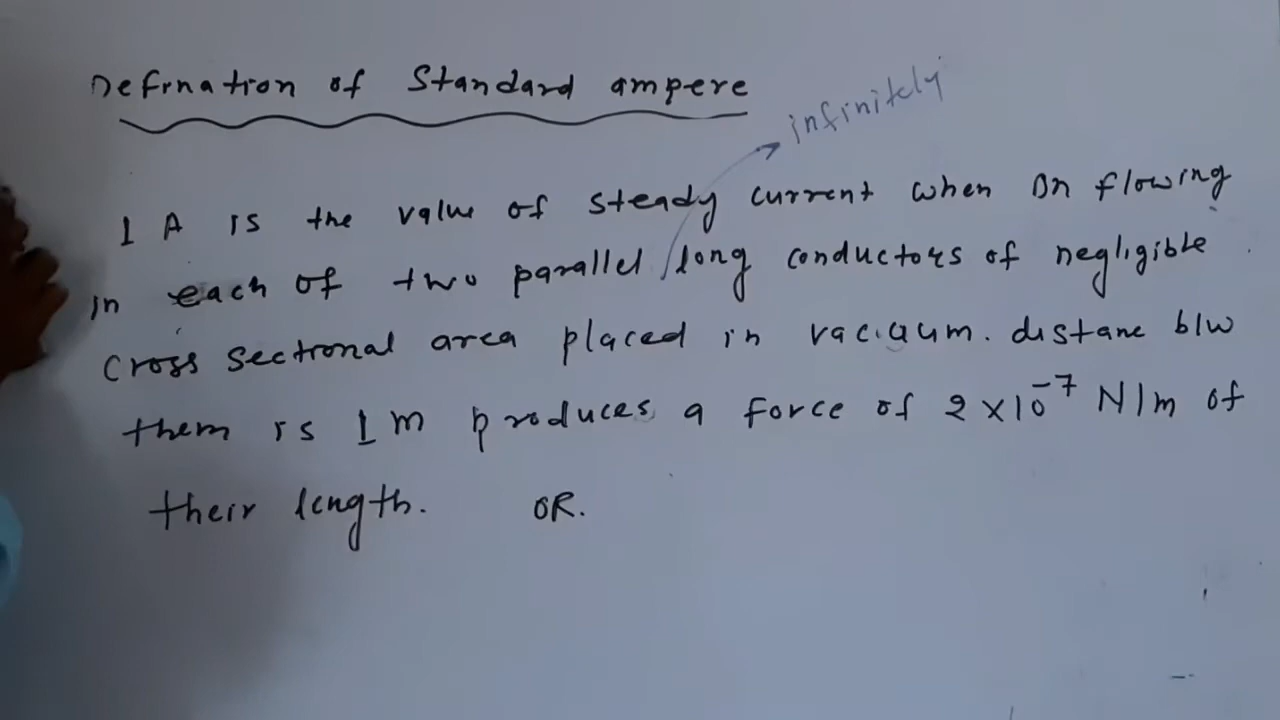 Defination of Standard ampere
infinitely
1 A is the value of steady current when on flowing
in each of two parallel / long conductors of negligible
cross sectional area placed in vacuum. distane b/w
them is 1 m produces a force of 2 × 10⁻⁷ N/m of
their length. OR.